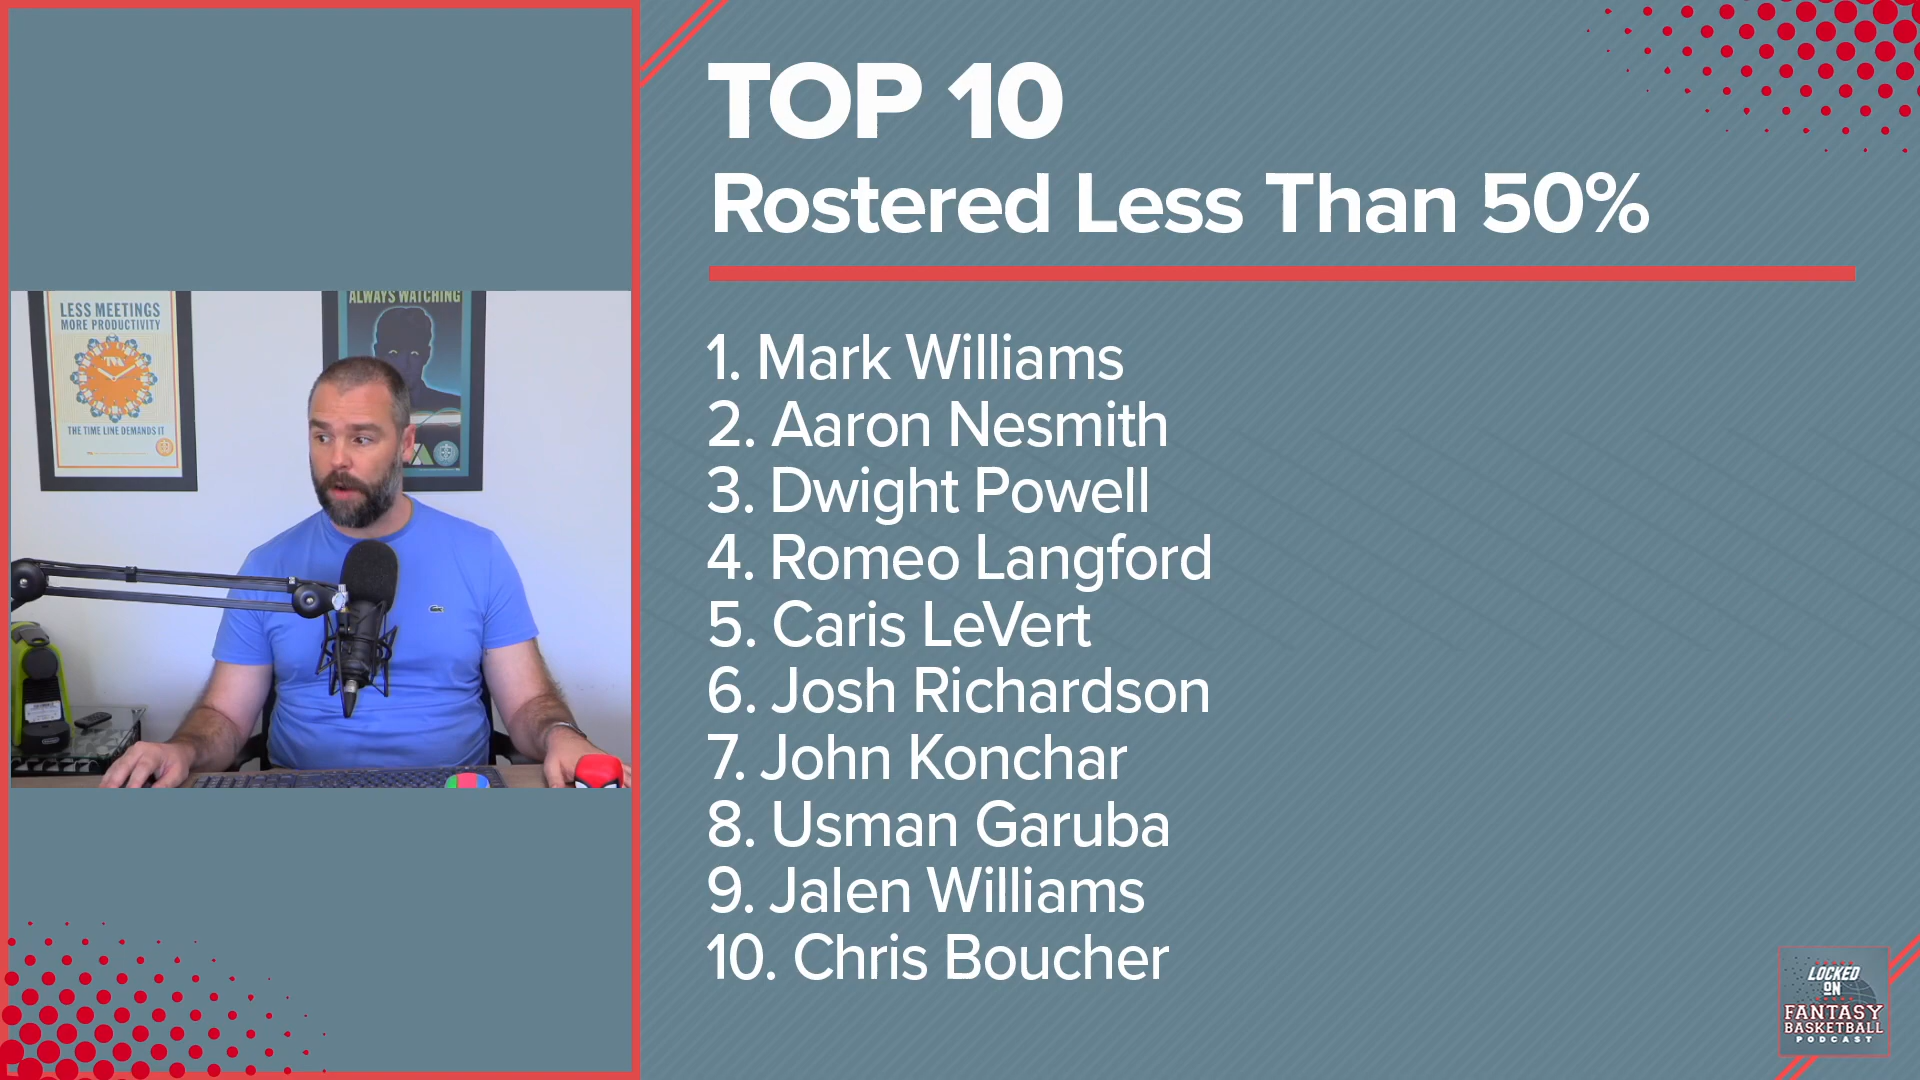 LESS MEETINGS
MORE PRODUCTIVITY
THE TIME LINE DEMANDS IT
ALWAYS WATCHING
TOP 10
Rostered Less Than 50%
1. Mark Williams
2. Aaron Nesmith
3. Dwight Powell
4. Romeo Langford
5. Caris LeVert
6. Josh Richardson
7. John Konchar
8. Usman Garuba
9. Jalen Williams
10. Chris Boucher
LOCKED
ON
FANTASY
BASKETBALL
PODCAST